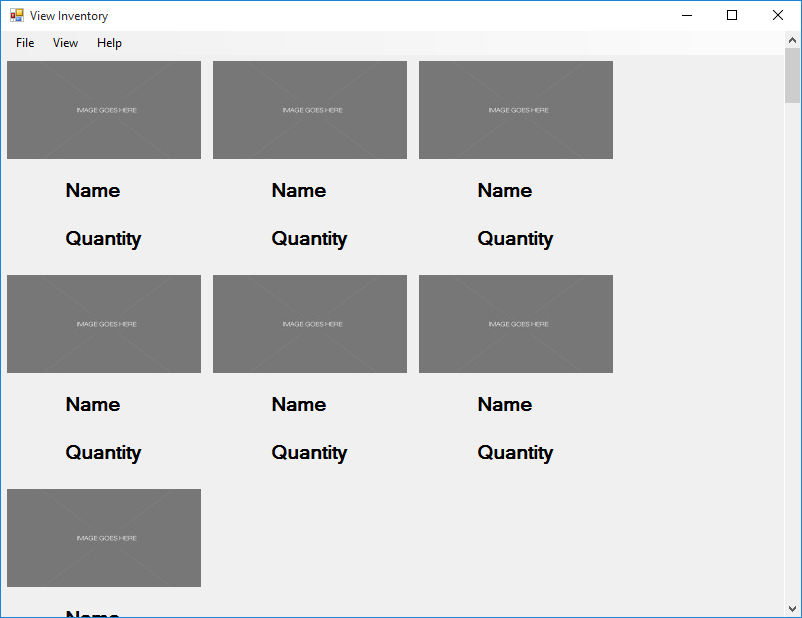 View Inventory
File View Help
IMAGE GOES HERE IMAGE GOES HERE IMAGE GOES HERE
Name Name Name
Quantity Quantity Quantity
IMAGE GOES HERE IMAGE GOES HERE IMAGE GOES HERE
Name Name Name
Quantity Quantity Quantity
IMAGE GOES HERE
Name